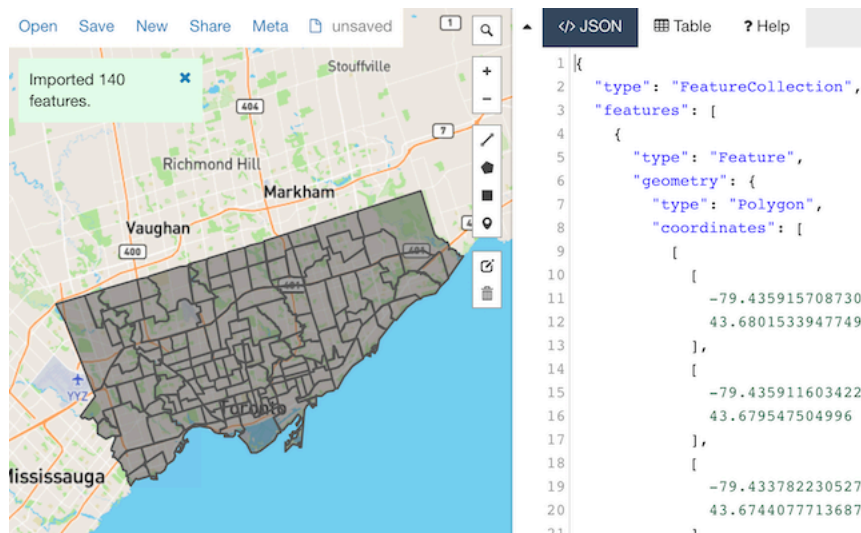 Open Save New Share Meta unsaved
Imported 140
features.
Stouffville
1
404
7
Richmond Hill
Markham
Vaughan
400
401
401
YYZ
Toronto
Mississauga
+
−
</> JSON Table ? Help
1 {
2 "type": "FeatureCollection",
3 "features": [
4 {
5 "type": "Feature",
6 "geometry": {
7 "type": "Polygon",
8 "coordinates": [
9 [
10 [
11 -79.435915708730
12 43.6801533947749
13 ],
14 [
15 -79.435911603422
16 43.679547504996
17 ],
18 [
19 -79.433782230527
20 43.6744077713687
21 ]